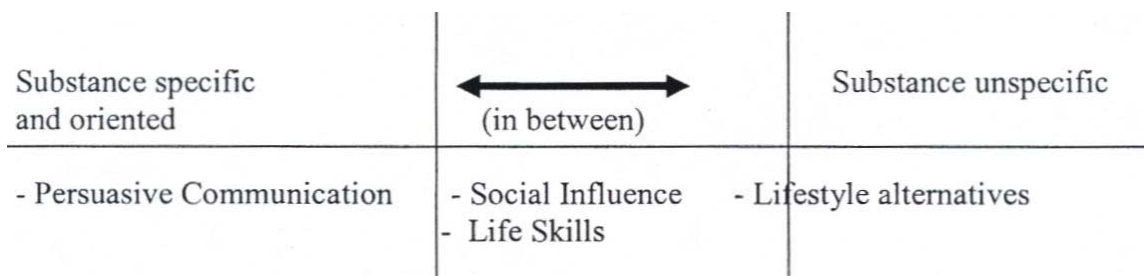 Substance specific
and oriented
(in between)
Substance unspecific
- Persuasive Communication
- Social Influence
- Life Skills
- Lifestyle alternatives